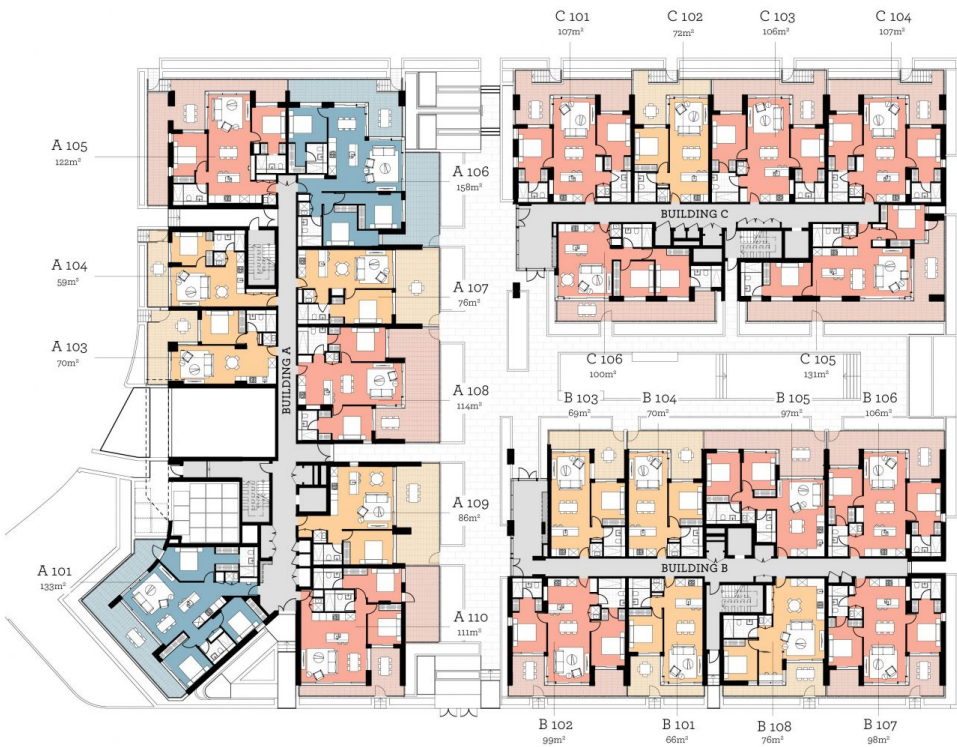 C 101
107m²
C 102
72m²
C 103
106m²
C 104
107m²
A 105
122m²
A 106
158m²
BUILDING C
A 104
59m²
A 107
76m²
A 103
70m²
BUILDING A
A 108
114m²
C 106
100m²
C 105
131m²
B 103
69m²
B 104
70m²
B 105
97m²
B 106
106m²
A 109
86m²
A 101
133m²
BUILDING B
A 110
111m²
B 102
99m²
B 101
66m²
B 108
76m²
B 107
98m²